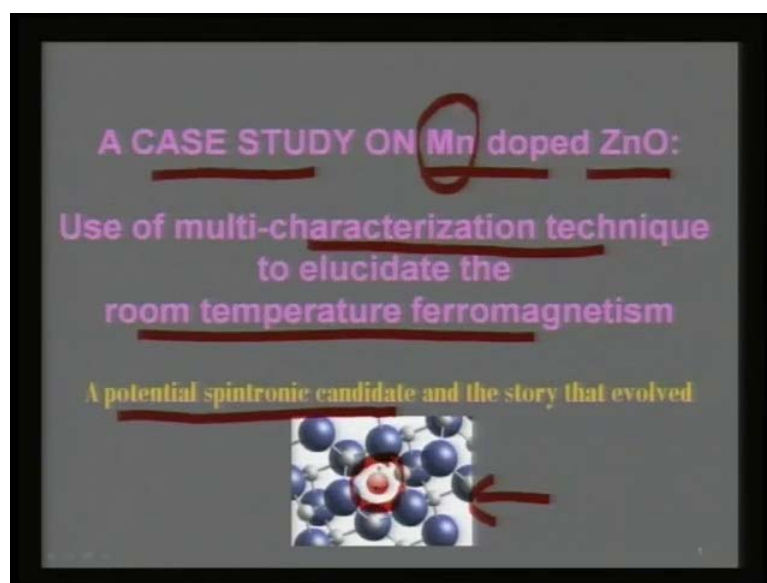 A CASE STUDY ON Mn doped ZnO:
Use of multi-characterization technique
to elucidate the
room temperature ferromagnetism
A potential spintronic candidate and the story that evolved